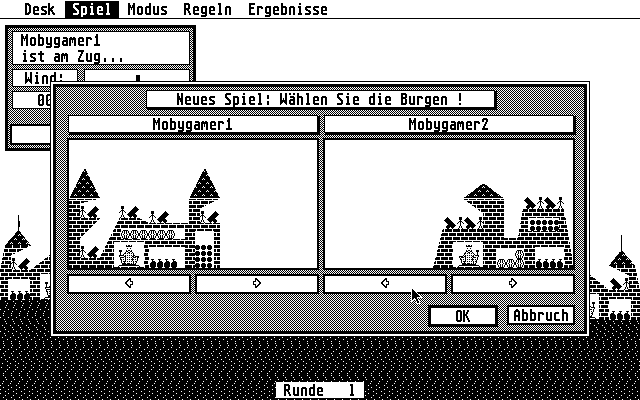 Desk Spiel Modus Regeln Ergebnisse
Mobygamer1
ist am Zug...
Wind:
Neues Spiel: Wählen Sie die Burgen !
Mobygamer1 Mobygamer2
OK Abbruch
Runde 1